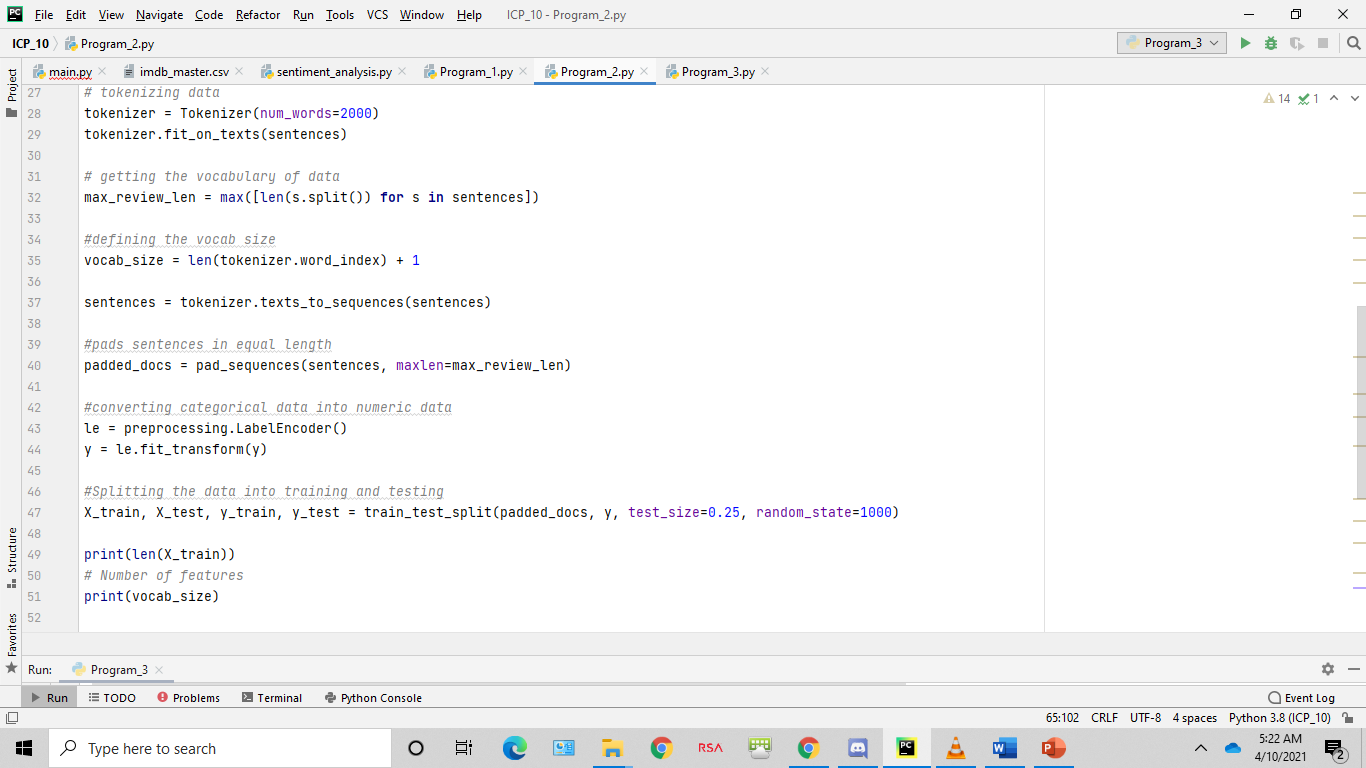 PC File Edit View Navigate Code Refactor Run Tools VCS Window Help ICP_10 - Program_2.py
ICP_10 Program_2.py Program_3
main.py imdb_master.csv sentiment_analysis.py Program_1.py Program_2.py Program_3.py
Project
14 1
27 # tokenizing data
28 tokenizer = Tokenizer(num_words=2000)
29 tokenizer.fit_on_texts(sentences)
30
31 # getting the vocabulary of data
32 max_review_len = max([len(s.split()) for s in sentences])
33
34 #defining the vocab size
35 vocab_size = len(tokenizer.word_index) + 1
36
37 sentences = tokenizer.texts_to_sequences(sentences)
38
39 #pads sentences in equal length
40 padded_docs = pad_sequences(sentences, maxlen=max_review_len)
41
42 #converting categorical data into numeric data
43 le = preprocessing.LabelEncoder()
44 y = le.fit_transform(y)
45
46 #Splitting the data into training and testing
47 X_train, X_test, y_train, y_test = train_test_split(padded_docs, y, test_size=0.25, random_state=1000)
48
49 print(len(X_train))
50 # Number of features
51 print(vocab_size)
52
Structure
Favorites
Run: Program_3
Run TODO Problems Terminal Python Console Event Log
65:102 CRLF UTF-8 4 spaces Python 3.8 (ICP_10)
Type here to search RSA PC W P 5:22 AM
4/10/2021 2